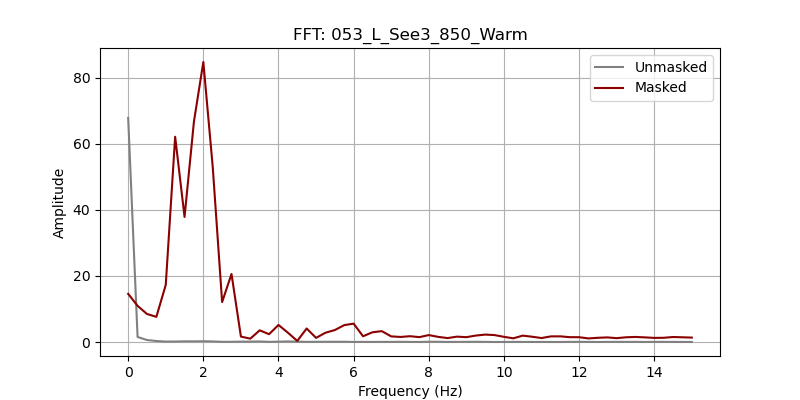 FFT: 053_L_See3_850_Warm
Unmasked
Masked
Amplitude
80
60
40
20
0
0 2 4 6 8 10 12 14
Frequency (Hz)